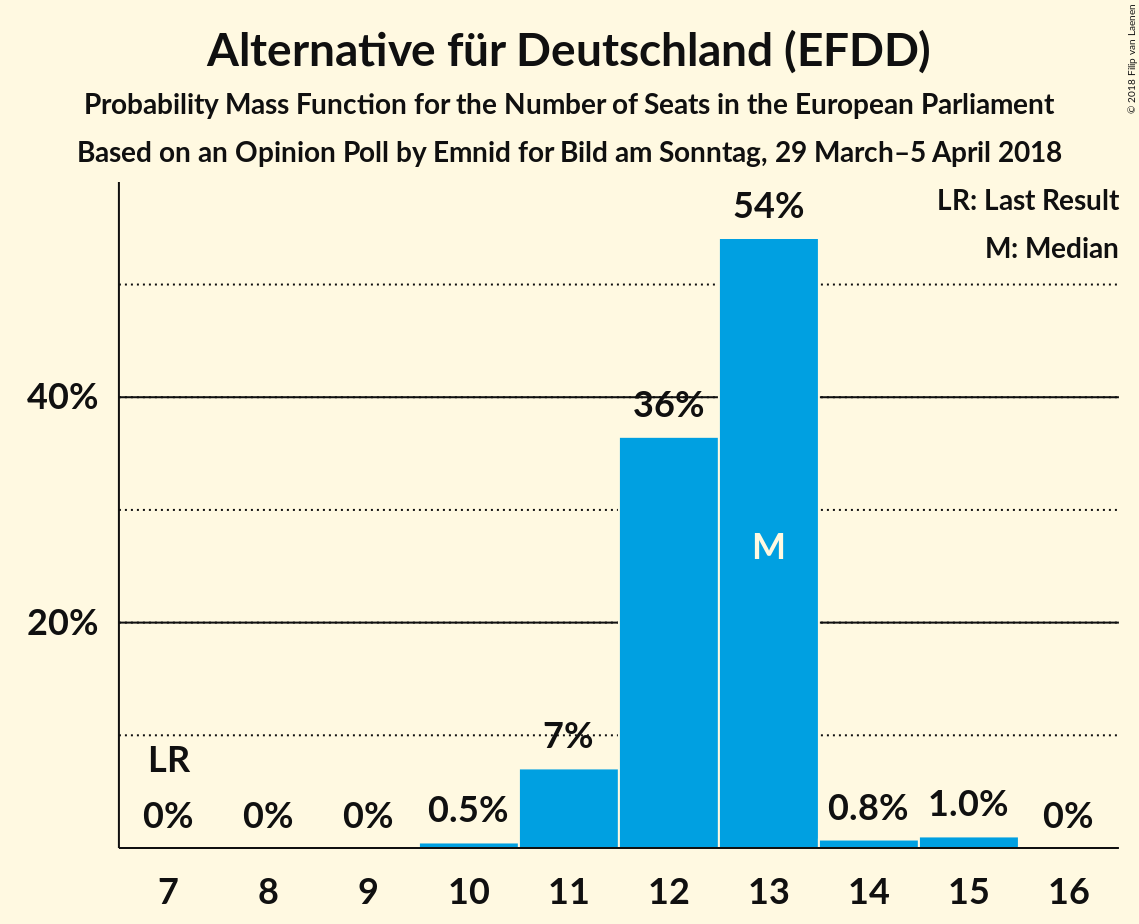 Alternative für Deutschland (EFDD)
Probability Mass Function for the Number of Seats in the European Parliament
Based on an Opinion Poll by Emnid for Bild am Sonntag, 29 March–5 April 2018
© 2018 Filip van Laenen
LR: Last Result
M: Median
54%
40%
36%
M
20%
7%
LR
0%
0%
0%
0.5%
0.8%
1.0%
0%
7 8 9 10 11 12 13 14 15 16